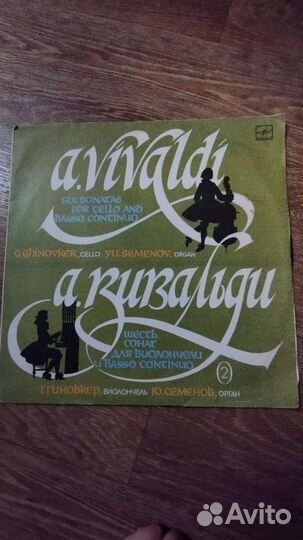 a.vivaldi
six sonatas
for cello and
basso continuo
G.GHINOVKER, CELLO YU.SEMENOV, ORGAN
а.вивальди
шесть
сонат
для виолончели
и basso continuo
2
Г.ГИНОВКЕР, ВИОЛОНЧЕЛЬ Ю.СЕМЕНОВ, ОРГАН
Avito